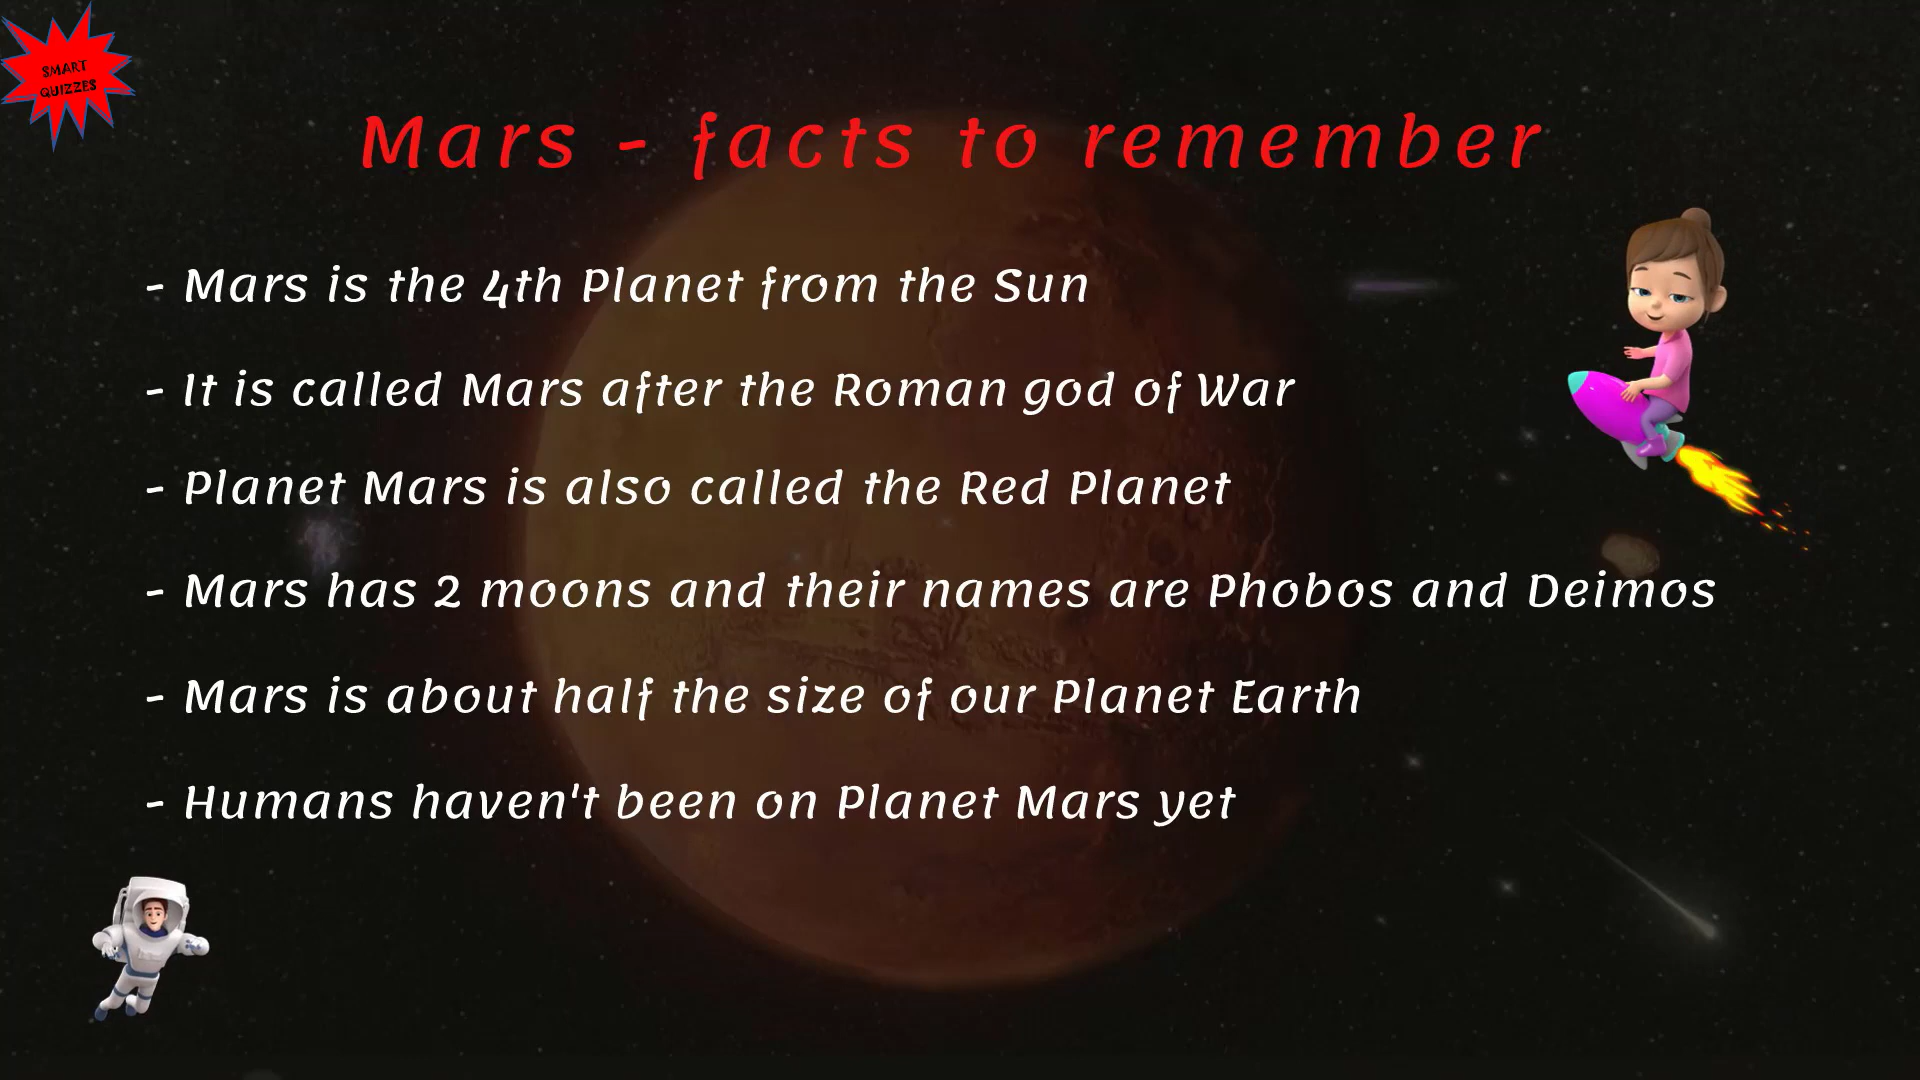 SMART
QUIZZES
Mars - facts to remember
- Mars is the 4th Planet from the Sun
- It is called Mars after the Roman god of War
- Planet Mars is also called the Red Planet
- Mars has 2 moons and their names are Phobos and Deimos
- Mars is about half the size of our Planet Earth
- Humans haven't been on Planet Mars yet